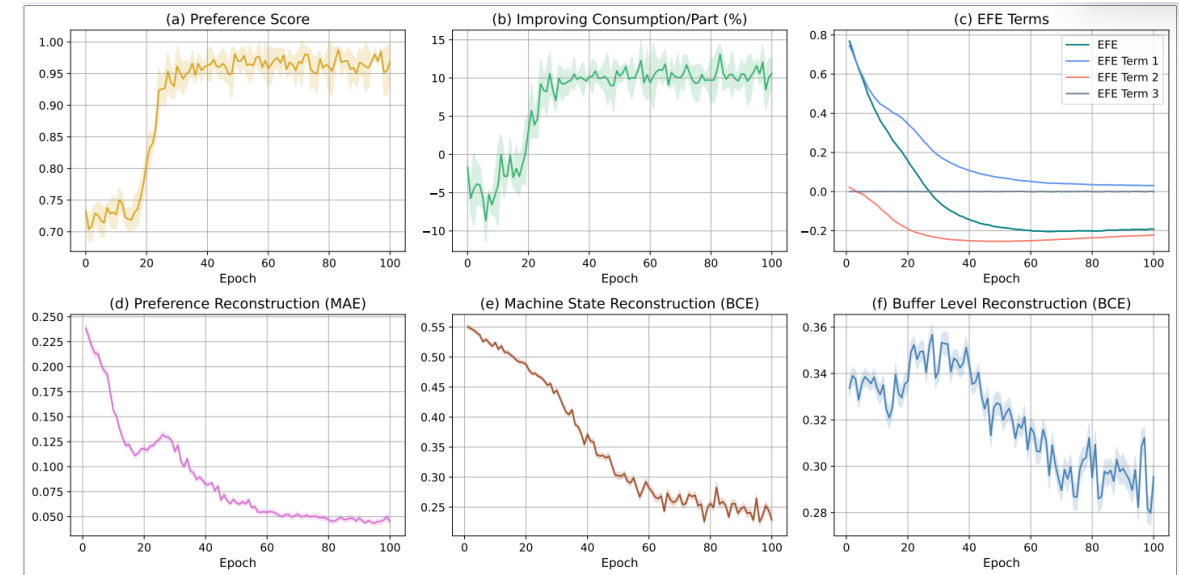 (a) Preference Score
1.00
0.95
0.90
0.85
0.80
0.75
0.70
0 20 40 60 80 100
Epoch
(b) Improving Consumption/Part (%)
15
10
5
0
−5
−10
0 20 40 60 80 100
Epoch
(c) EFE Terms
0.8
0.6
0.4
0.2
0.0
−0.2
EFE
EFE Term 1
EFE Term 2
EFE Term 3
0 20 40 60 80 100
Epoch
(d) Preference Reconstruction (MAE)
0.250
0.225
0.200
0.175
0.150
0.125
0.100
0.075
0.050
0 20 40 60 80 100
Epoch
(e) Machine State Reconstruction (BCE)
0.55
0.50
0.45
0.40
0.35
0.30
0.25
0 20 40 60 80 100
Epoch
(f) Buffer Level Reconstruction (BCE)
0.36
0.34
0.32
0.30
0.28
0 20 40 60 80 100
Epoch